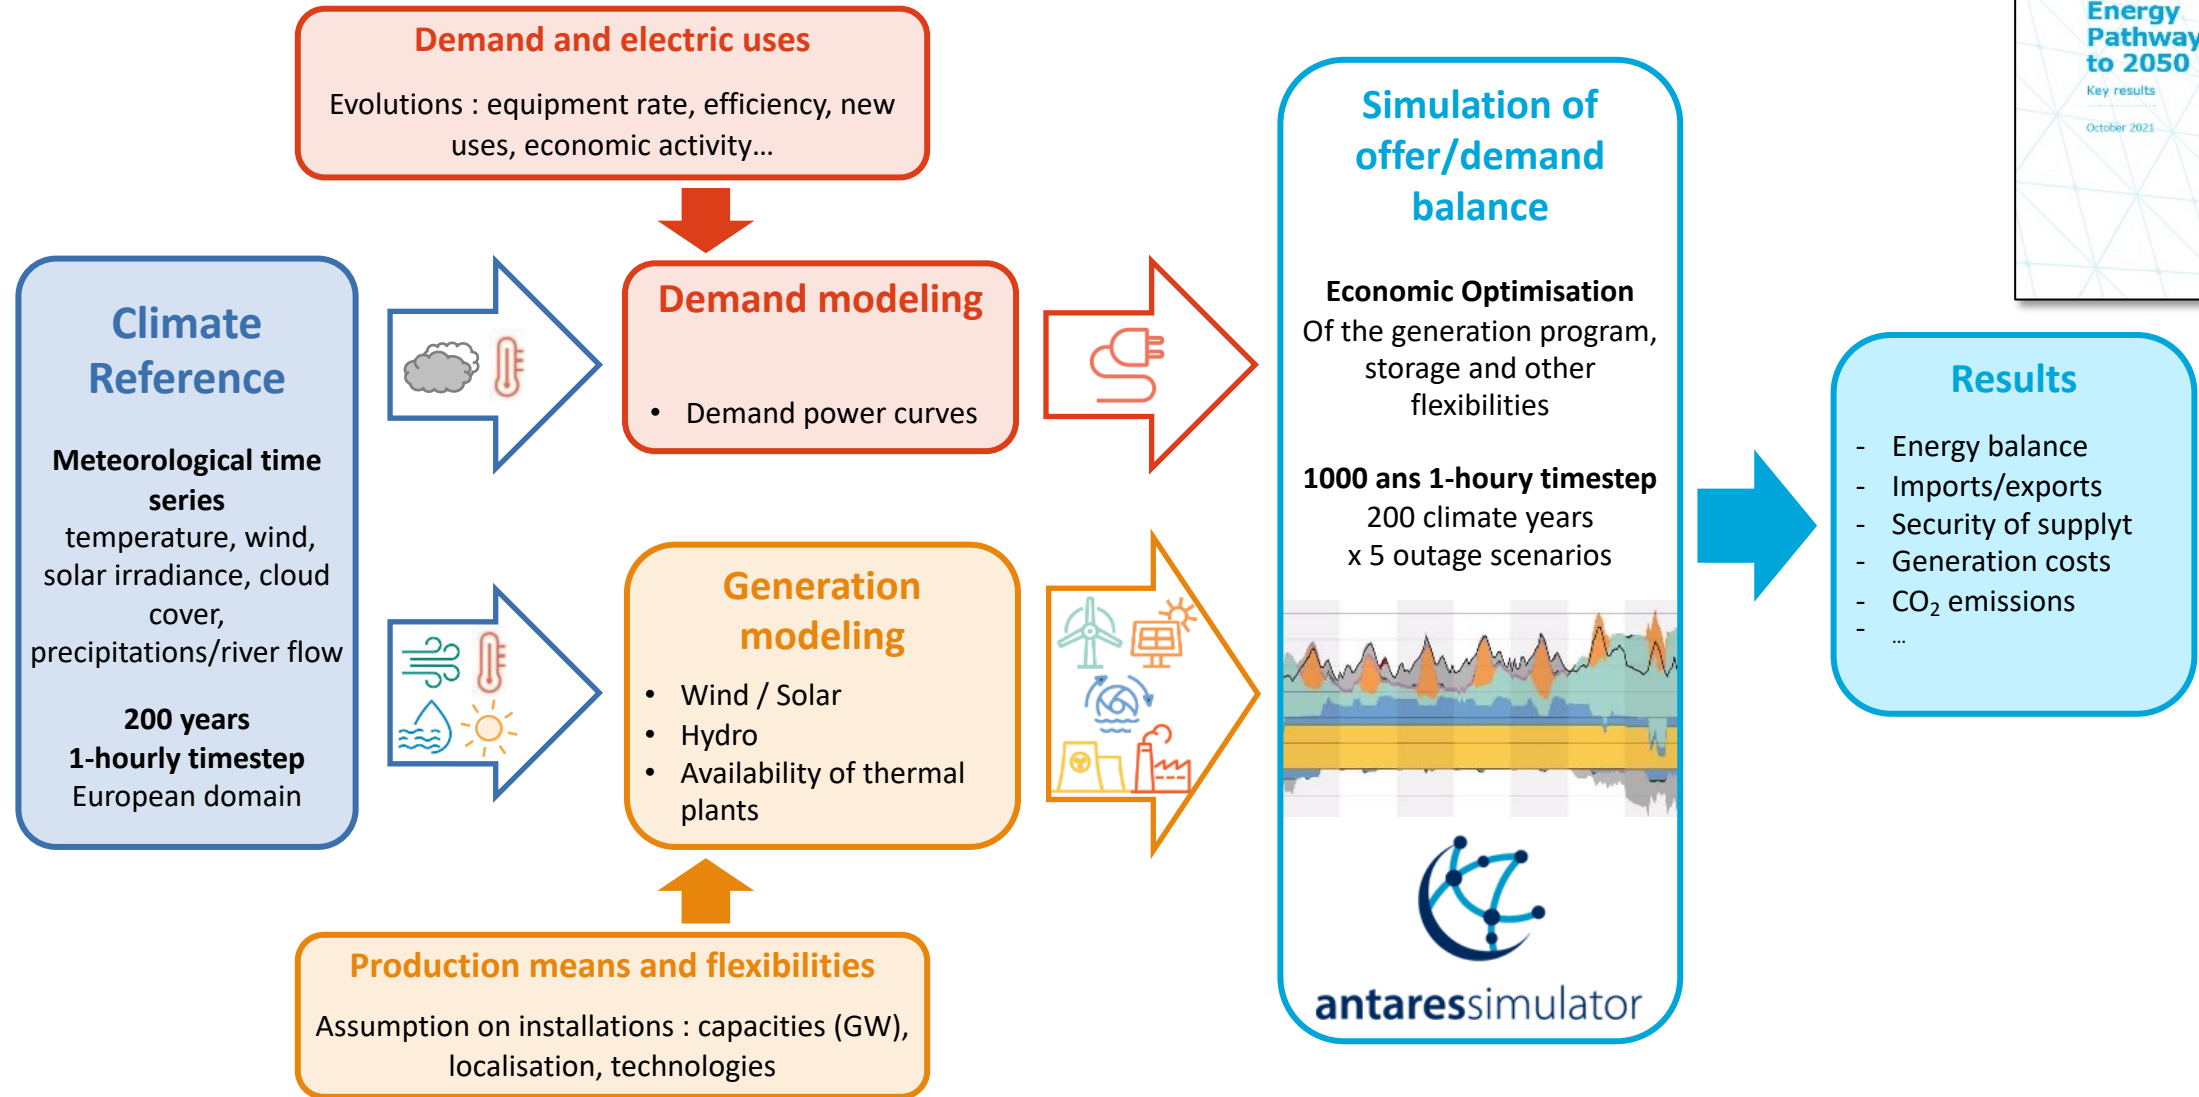 Demand and electric uses
Evolutions : equipment rate, efficiency, new
uses, economic activity...
Energy
Pathway
to 2050
Key results
October 2021
Climate
Reference
Meteorological time
series
temperature, wind,
solar irradiance, cloud
cover,
precipitations/river flow
200 years
1-hourly timestep
European domain
Demand modeling
• Demand power curves
Generation
modeling
• Wind / Solar
• Hydro
• Availability of thermal
plants
Production means and flexibilities
Assumption on installations : capacities (GW),
localisation, technologies
Simulation of
offer/demand
balance
Economic Optimisation
Of the generation program,
storage and other
flexibilities
1000 ans 1-houry timestep
200 climate years
x 5 outage scenarios
antaressimulator
Results
- Energy balance
- Imports/exports
- Security of supplyt
- Generation costs
- CO₂ emissions
- ...